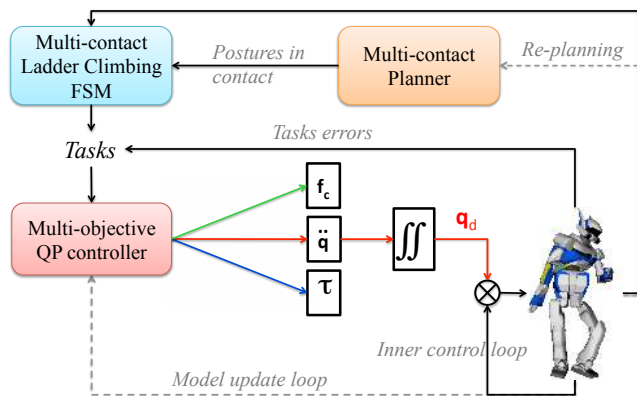 Multi-contact
Ladder Climbing
FSM
Postures in
contact
Multi-contact
Planner
Re-planning
Tasks errors
Tasks
Multi-objective
QP controller
f_c
q̈
τ
∬
q_d
Inner control loop
Model update loop